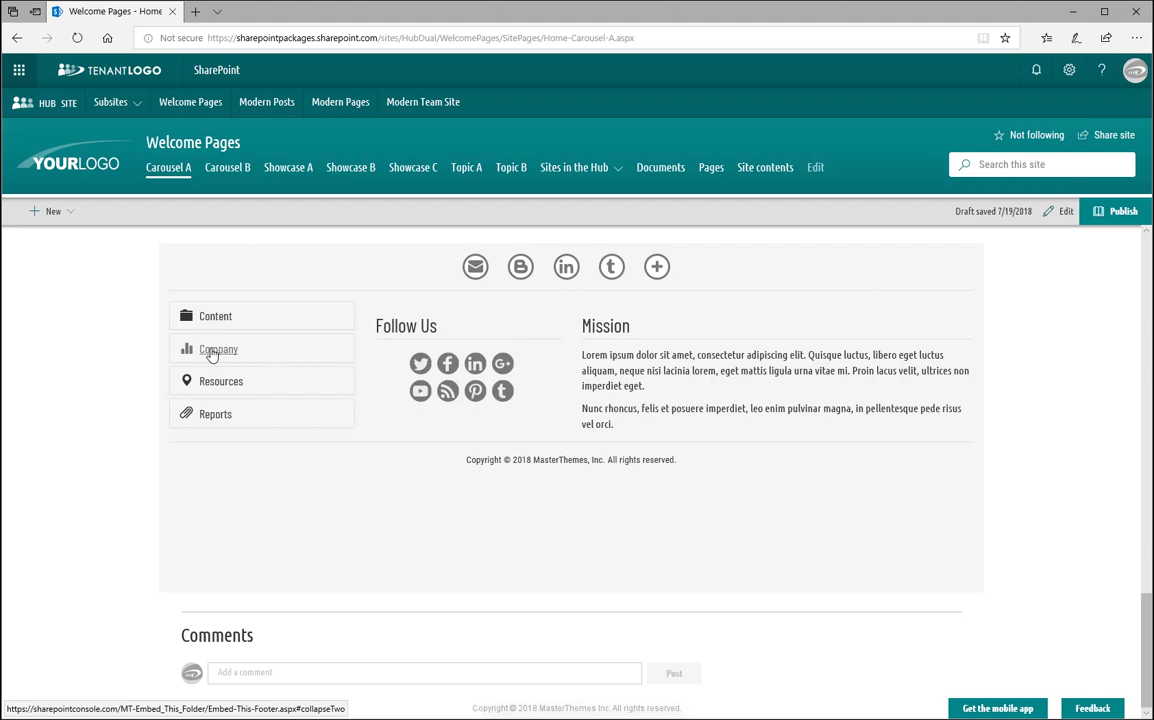 Welcome Pages - Home
Not secure https://sharepointpackages.sharepoint.com/sites/HubDual/WelcomePages/SitePages/Home-Carousel-A.aspx
TENANTLOGO SharePoint
HUB SITE Subsites Welcome Pages Modern Posts Modern Pages Modern Team Site
YOURLOGO
Welcome Pages
Not following Share site
Carousel A Carousel B Showcase A Showcase B Showcase C Topic A Topic B Sites in the Hub Documents Pages Site contents Edit
Search this site
New
Draft saved 7/19/2018 Edit Publish
Content
Company
Resources
Reports
Follow Us
Mission
Lorem ipsum dolor sit amet, consectetur adipiscing elit. Quisque luctus, libero eget luctus
aliquam, neque nisi lacinia lorem, eget mattis ligula urna vitae mi. Proin lacus velit, ultrices non
imperdiet eget.
Nunc rhoncus, felis et posuere imperdiet, leo enim pulvinar magna, in pellentesque pede risus
vel orci.
Copyright © 2018 MasterThemes, Inc. All rights reserved.
Comments
Add a comment
Post
https://sharepointconsole.com/MT-Embed_This_Folder/Embed-This-Footer.aspx#collapseTwo
Copyright © 2018 MasterThemes, Inc. All rights reserved.
Get the mobile app
Feedback